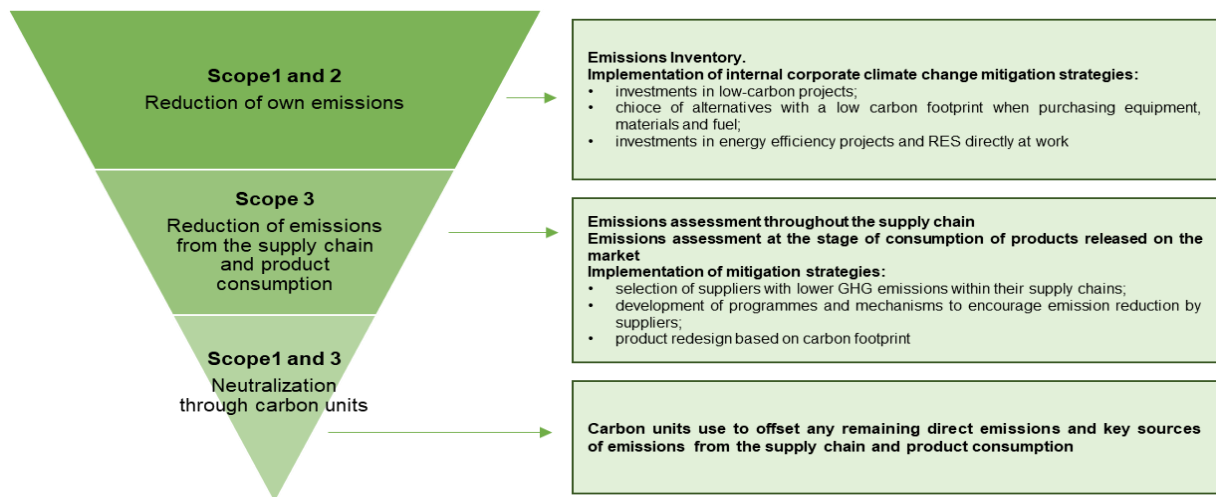 Scope1 and 2
Reduction of own emissions
Emissions Inventory.
Implementation of internal corporate climate change mitigation strategies:
• investments in low-carbon projects;
• chioce of alternatives with a low carbon footprint when purchasing equipment,
materials and fuel;
• investments in energy efficiency projects and RES directly at work
Scope 3
Reduction of emissions
from the supply chain
and product
consumption
Emissions assessment throughout the supply chain
Emissions assessment at the stage of consumption of products released on the
market
Implementation of mitigation strategies:
• selection of suppliers with lower GHG emissions within their supply chains;
• development of programmes and mechanisms to encourage emission reduction by
suppliers;
• product redesign based on carbon footprint
Scope1 and 3
Neutralization
through carbon units
Carbon units use to offset any remaining direct emissions and key sources
of emissions from the supply chain and product consumption